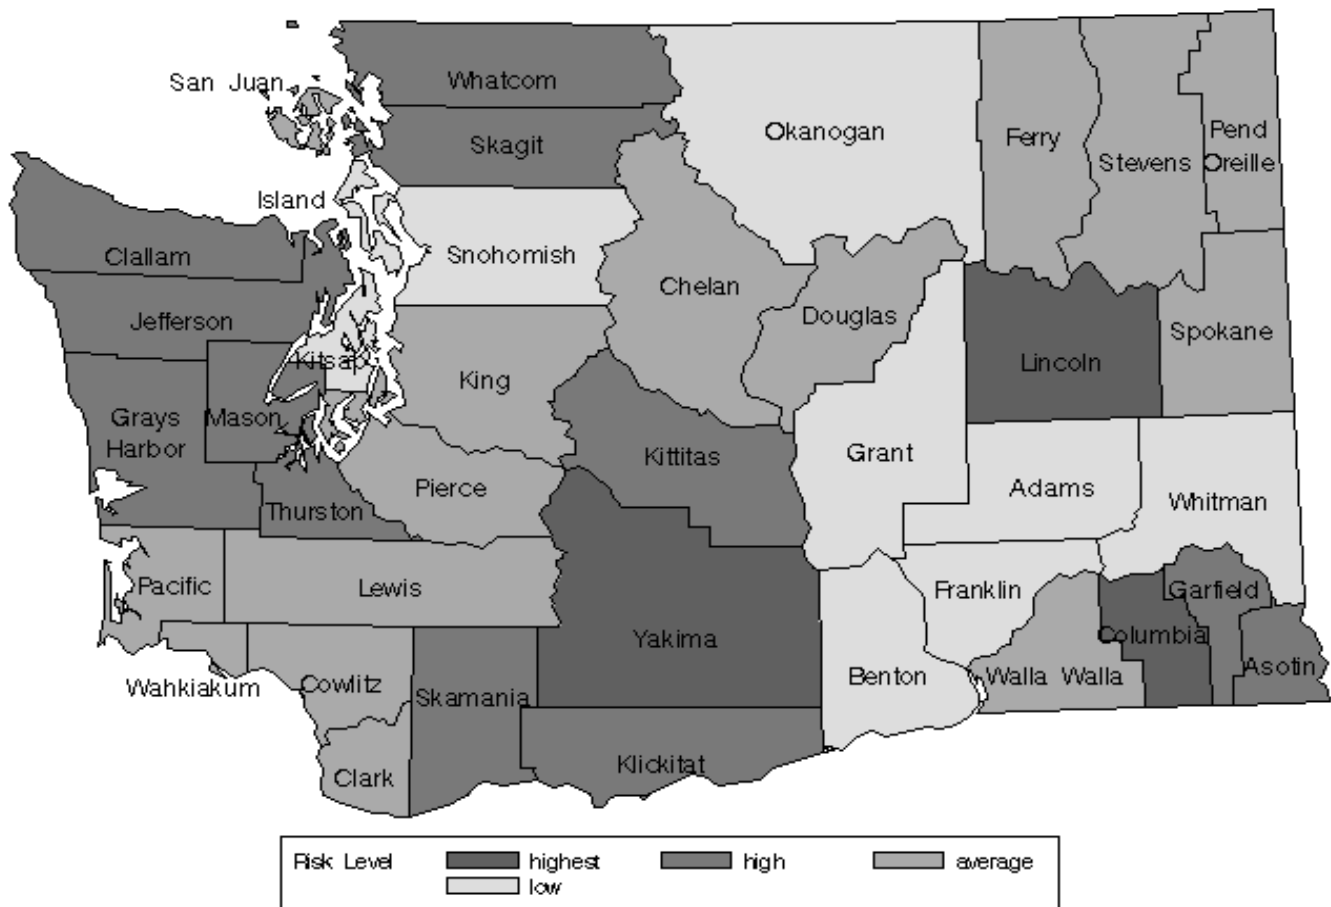 San Juan
Whatcom
Okanogan
Ferry
Pend
Oreille
Stevens
Skagit
Island
Clallam
Snohomish
Chelan
Jefferson
Douglas
Spokane
Kitsap
King
Lincoln
Grays
Harbor
Mason
Kittitas
Grant
Pierce
Adams
Whitman
Thurston
Pacific
Lewis
Franklin
Garfield
Yakima
Columbia
Wahkiakum
Cowlitz
Skamania
Benton
Walla Walla
Asotin
Clark
Klickitat
Risk Level highest high average
low